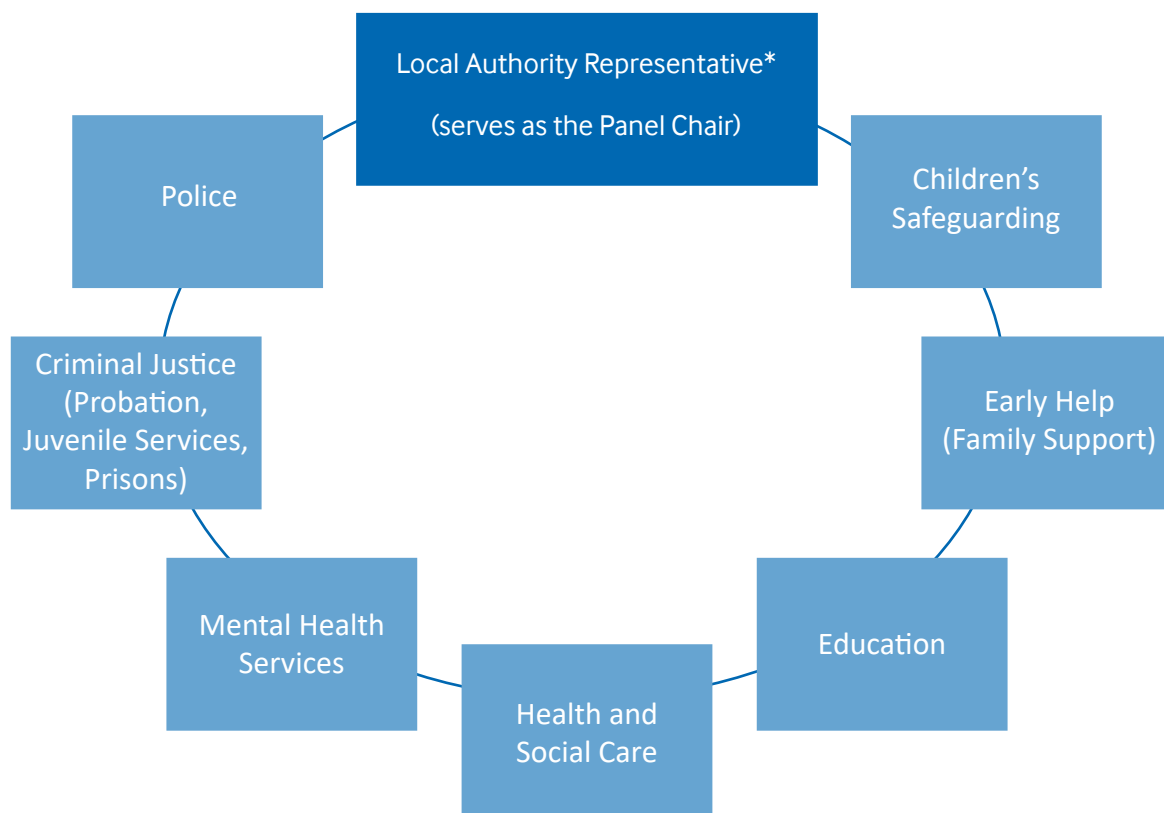 Local Authority Representative*
(serves as the Panel Chair)
Police
Children’s
Safeguarding
Criminal Justice
(Probation,
Juvenile Services,
Prisons)
Early Help
(Family Support)
Mental Health
Services
Education
Health and
Social Care